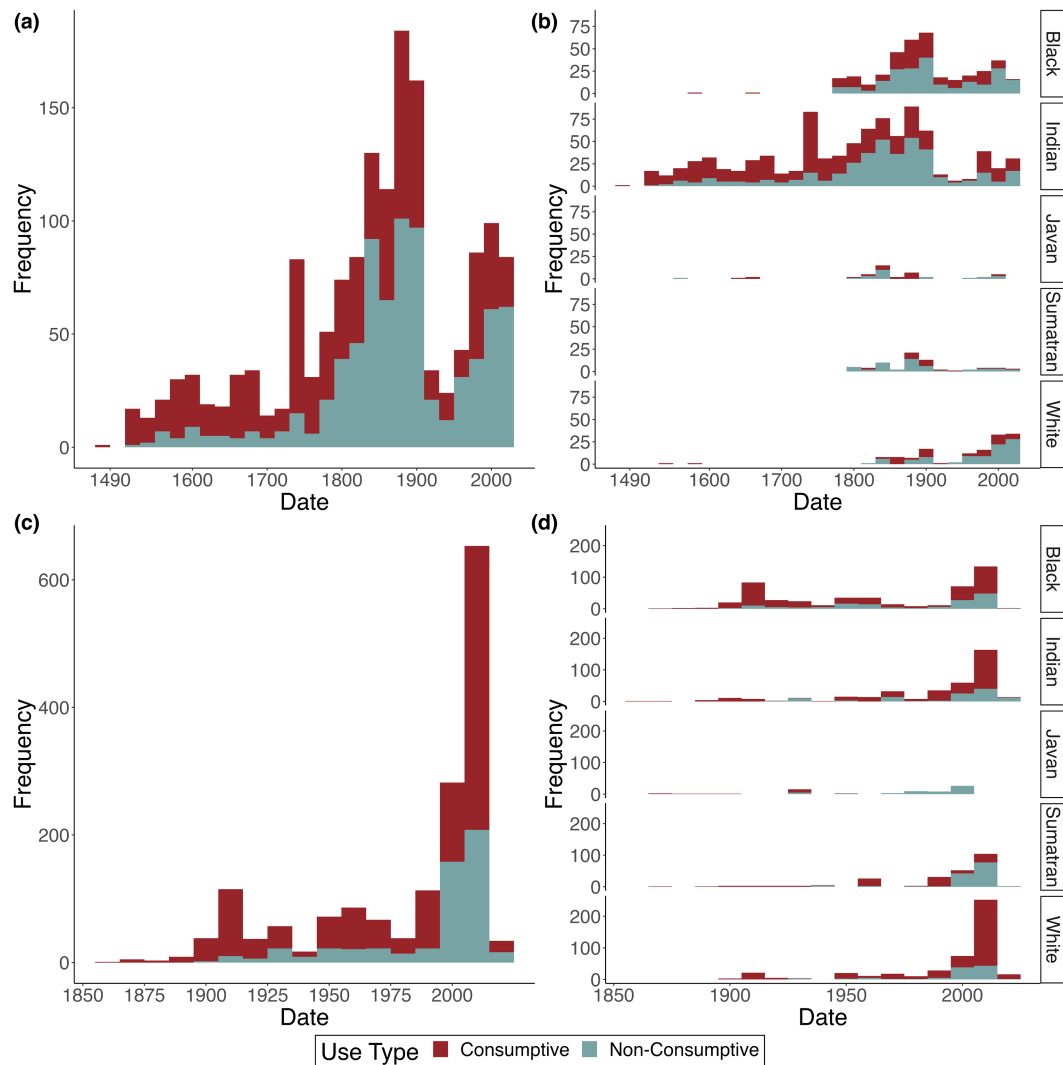 (a)
Frequency
150
100
50
0
1490 1600 1700 1800 1900 2000
Date
(b)
Frequency
75
50
25
0
Black
75
50
25
0
Indian
75
50
25
0
Javan
75
50
25
0
Sumatran
75
50
25
0
White
1490 1600 1700 1800 1900 2000
Date
(c)
Frequency
600
400
200
0
1850 1875 1900 1925 1950 1975 2000
Date
(d)
Frequency
200
100
0
Black
200
100
0
Indian
200
100
0
Javan
200
100
0
Sumatran
200
100
0
White
1850 1900 1950 2000
Date
Use Type Consumptive Non-Consumptive